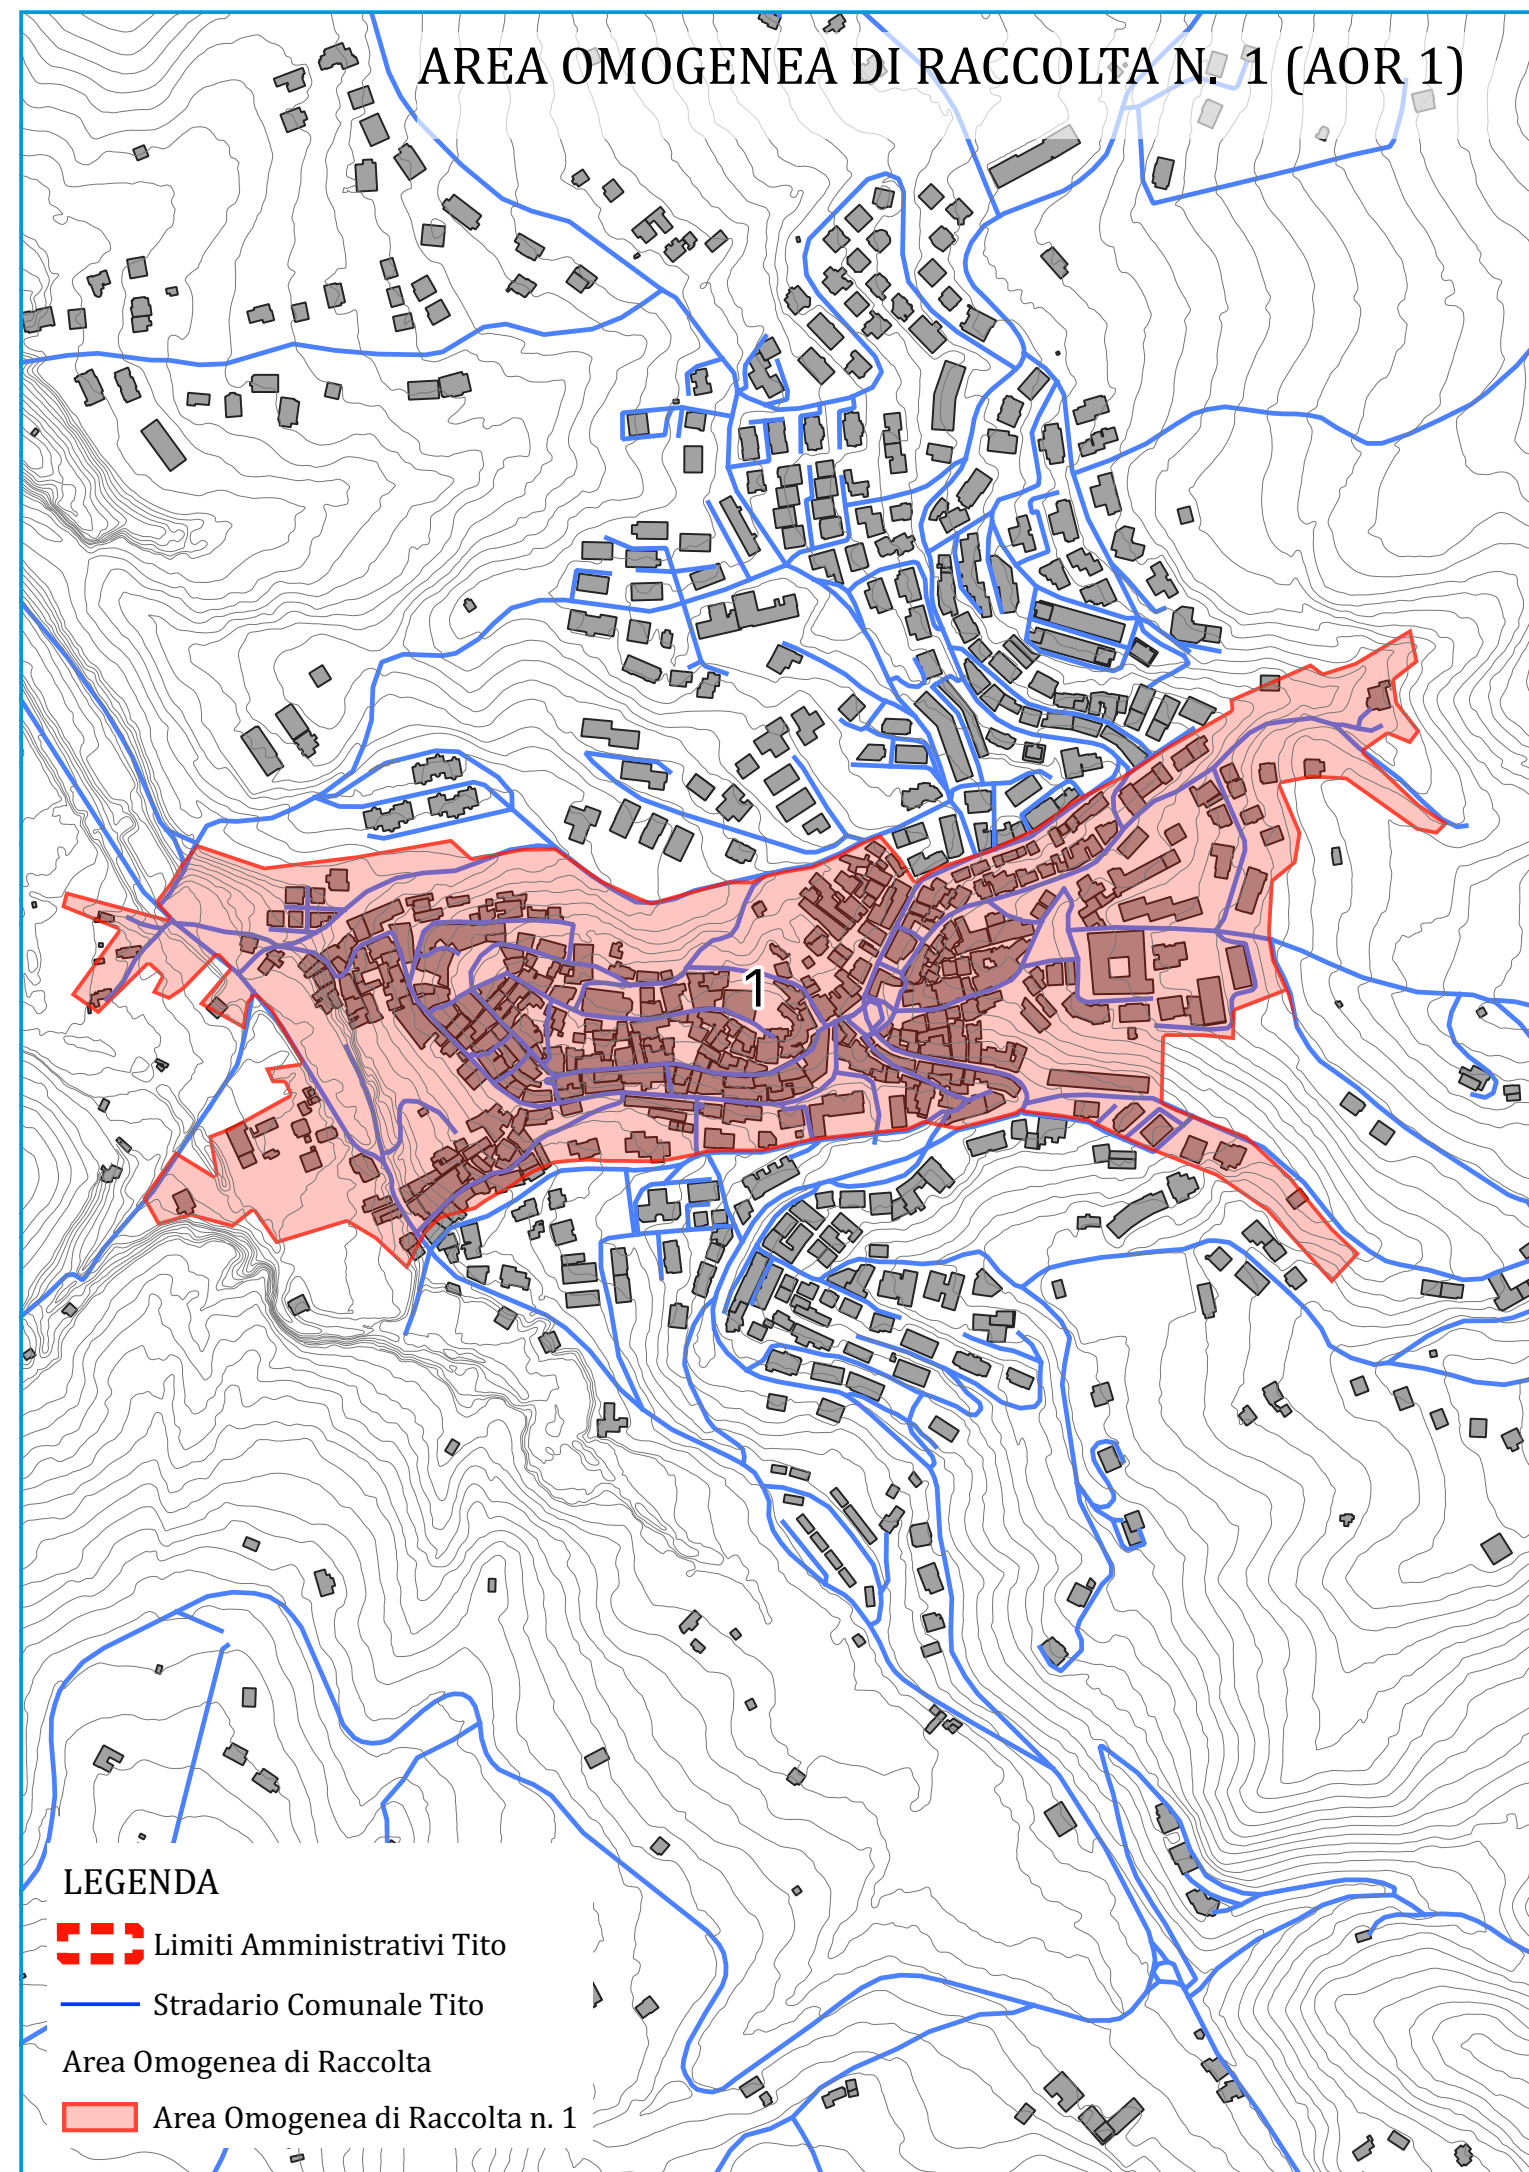 AREA OMOGENEA DI RACCOLTA N. 1 (AOR 1)
1
LEGENDA
Limiti Amministrativi Tito
Stradario Comunale Tito
Area Omogenea di Raccolta
Area Omogenea di Raccolta n. 1